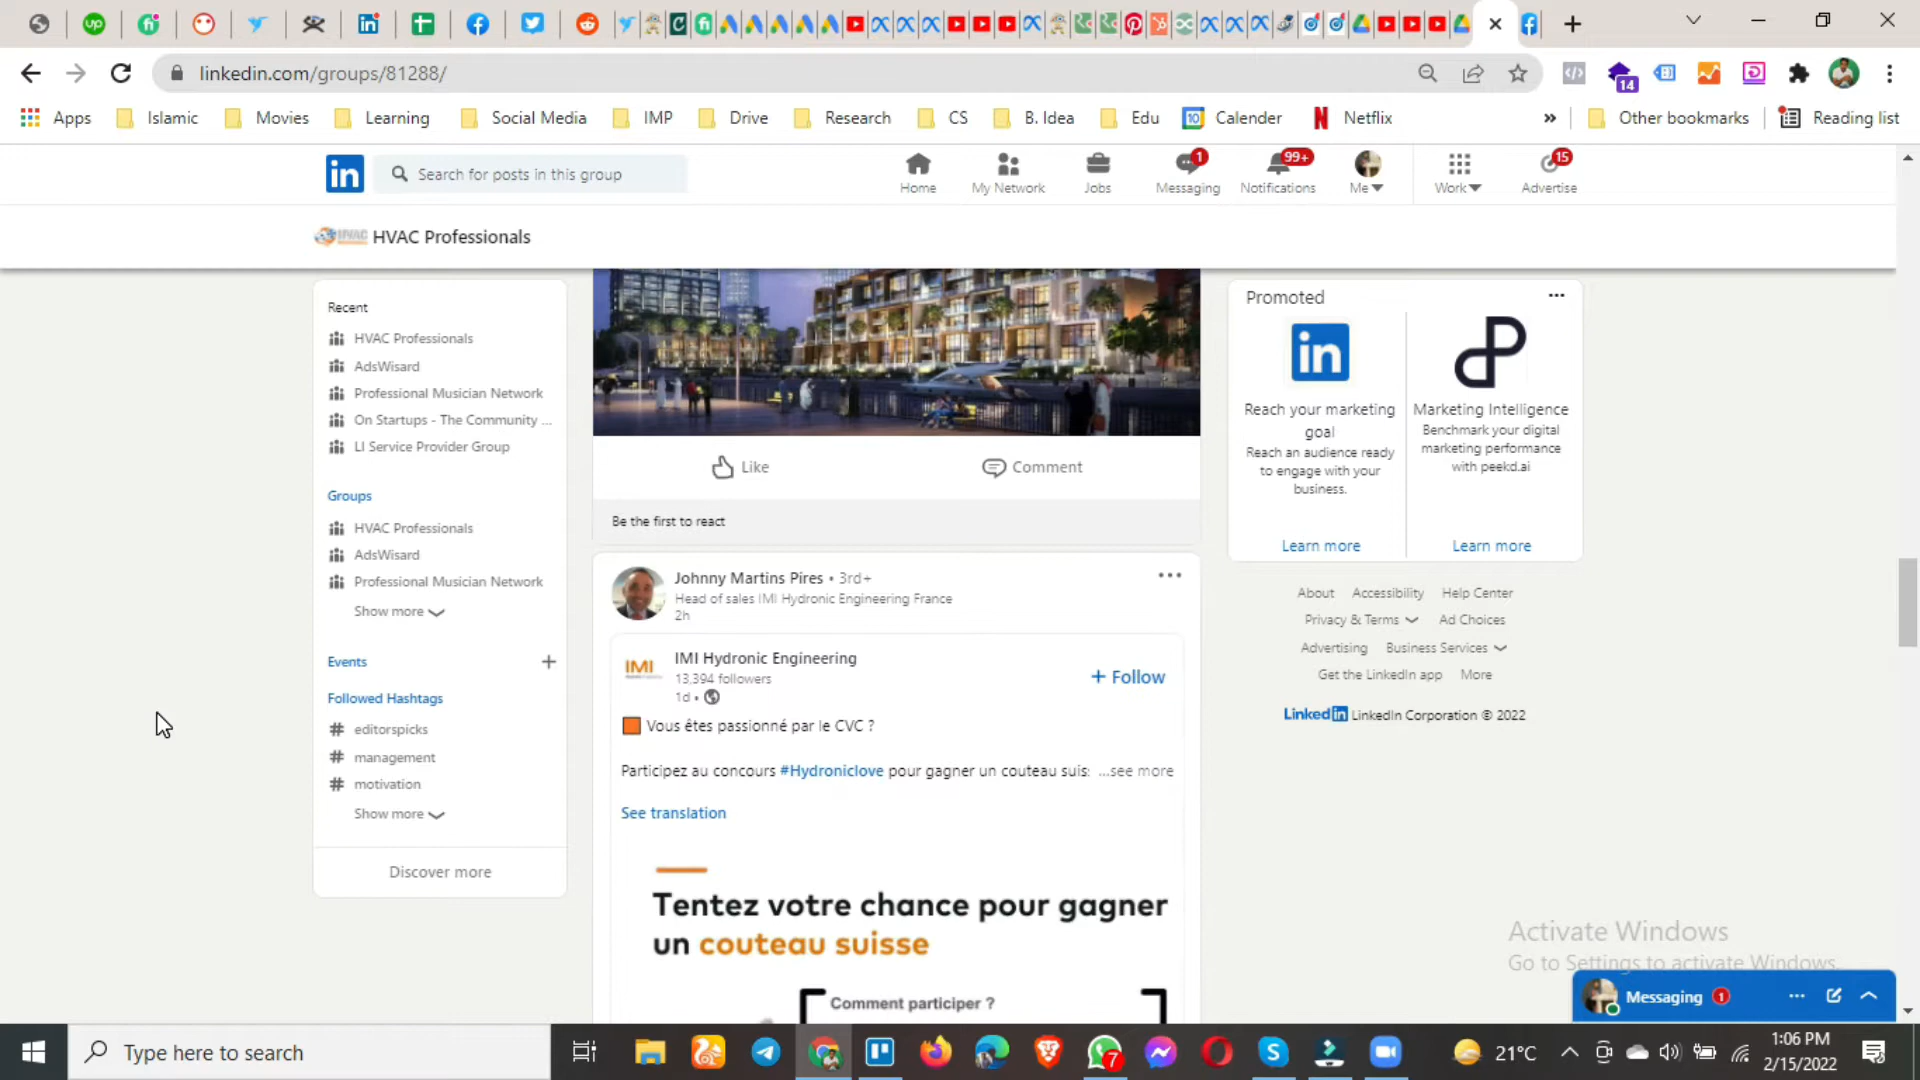 linkedin.com/groups/81288/
14
Apps
Islamic
Movies
Learning
Social Media
IMP
Drive
Research
CS
B. Idea
Edu
10
Calender
Netflix
»
Other bookmarks
Reading list
in
Search for posts in this group
Home
My Network
Jobs
1
Messaging
99+
Notifications
Me
Work
15
Advertise
HVAC
HVAC Professionals
Recent
HVAC Professionals
AdsWisard
Professional Musician Network
On Startups - The Community ...
LI Service Provider Group
Groups
HVAC Professionals
AdsWisard
Professional Musician Network
Show more
Events
+
Followed Hashtags
# editorspicks
# management
# motivation
Show more
Discover more
Like
Comment
Be the first to react
Johnny Martins Pires • 3rd+
Head of sales IMI Hydronic Engineering France
2h
IMI
IMI Hydronic Engineering
13,394 followers
1d •
+ Follow
Vous êtes passionné par le CVC ?
Participez au concours #Hydroniclove pour gagner un couteau suis: ...see more
See translation
Tentez votre chance pour gagner
un couteau suisse
Comment participer ?
Promoted
in
Reach your marketing
goal
Reach an audience ready
to engage with your
business.
Learn more
Marketing Intelligence
Benchmark your digital
marketing performance
with peekd.ai
Learn more
About Accessibility Help Center
Privacy & Terms Ad Choices
Advertising Business Services
Get the LinkedIn app More
Linkedin LinkedIn Corporation © 2022
Activate Windows
Go to Settings to activate Windows.
Messaging 1
Type here to search
7
21°C
1:06 PM
2/15/2022